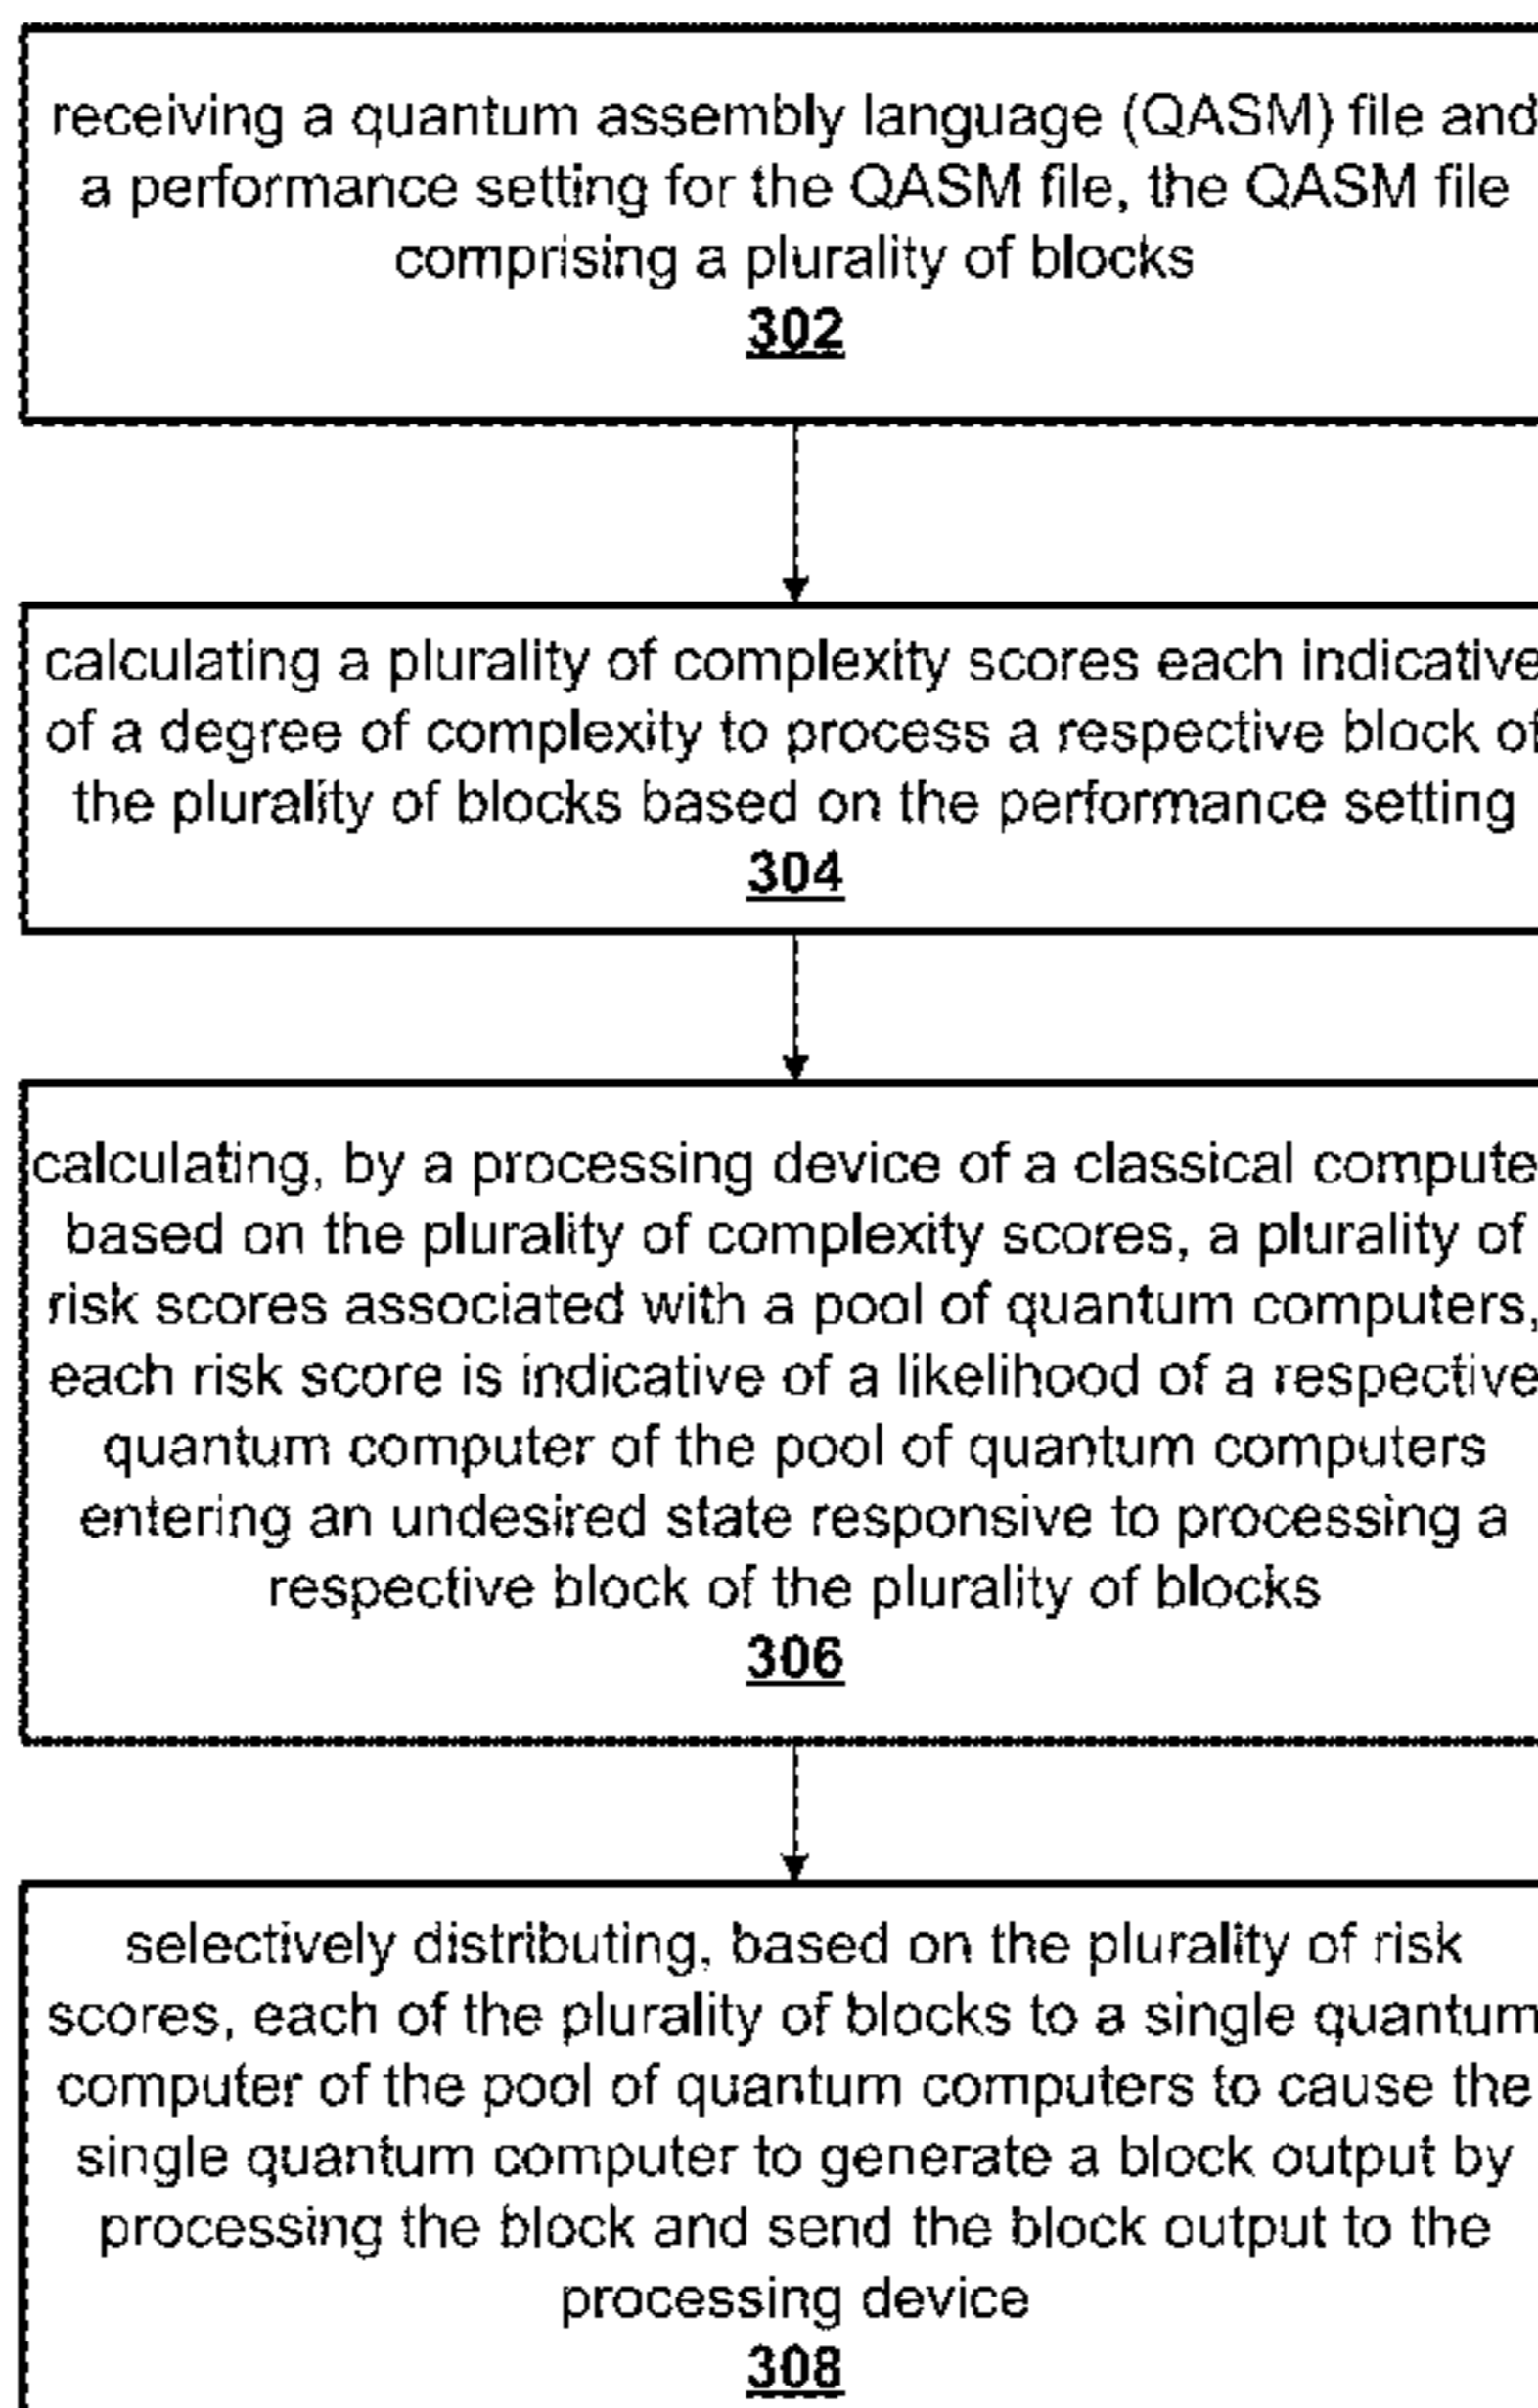 receiving a quantum assembly language (QASM) file and
a performance setting for the QASM file, the QASM file
comprising a plurality of blocks
302
calculating a plurality of complexity scores each indicative
of a degree of complexity to process a respective block of
the plurality of blocks based on the performance setting
304
calculating, by a processing device of a classical compute
based on the plurality of complexity scores, a plurality of
risk scores associated with a pool of quantum computers,
each risk score is indicative of a likelihood of a respective
quantum computer of the pool of quantum computers
entering an undesired state responsive to processing a
respective block of the plurality of blocks
306
selectively distributing, based on the plurality of risk
scores, each of the plurality of blocks to a single quantum
computer of the pool of quantum computers to cause the
single quantum computer to generate a block output by
processing the block and send the block output to the
processing device
308